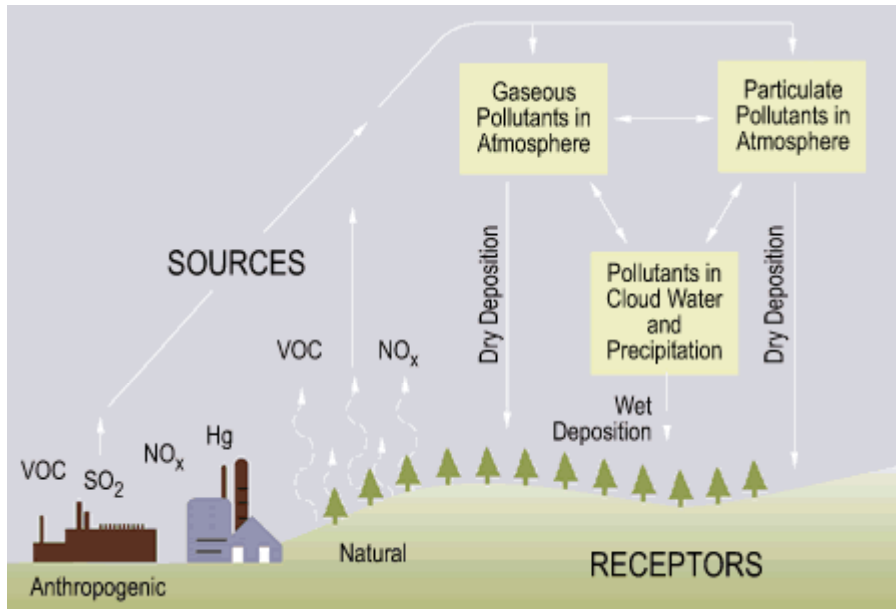 Gaseous
Pollutants in
Atmosphere
Particulate
Pollutants in
Atmosphere
SOURCES
Dry Deposition
Pollutants in
Cloud Water
and
Precipitation
Dry Deposition
VOC
NOx
Wet
Deposition
VOC
SO2
NOx
Hg
Natural
RECEPTORS
Anthropogenic